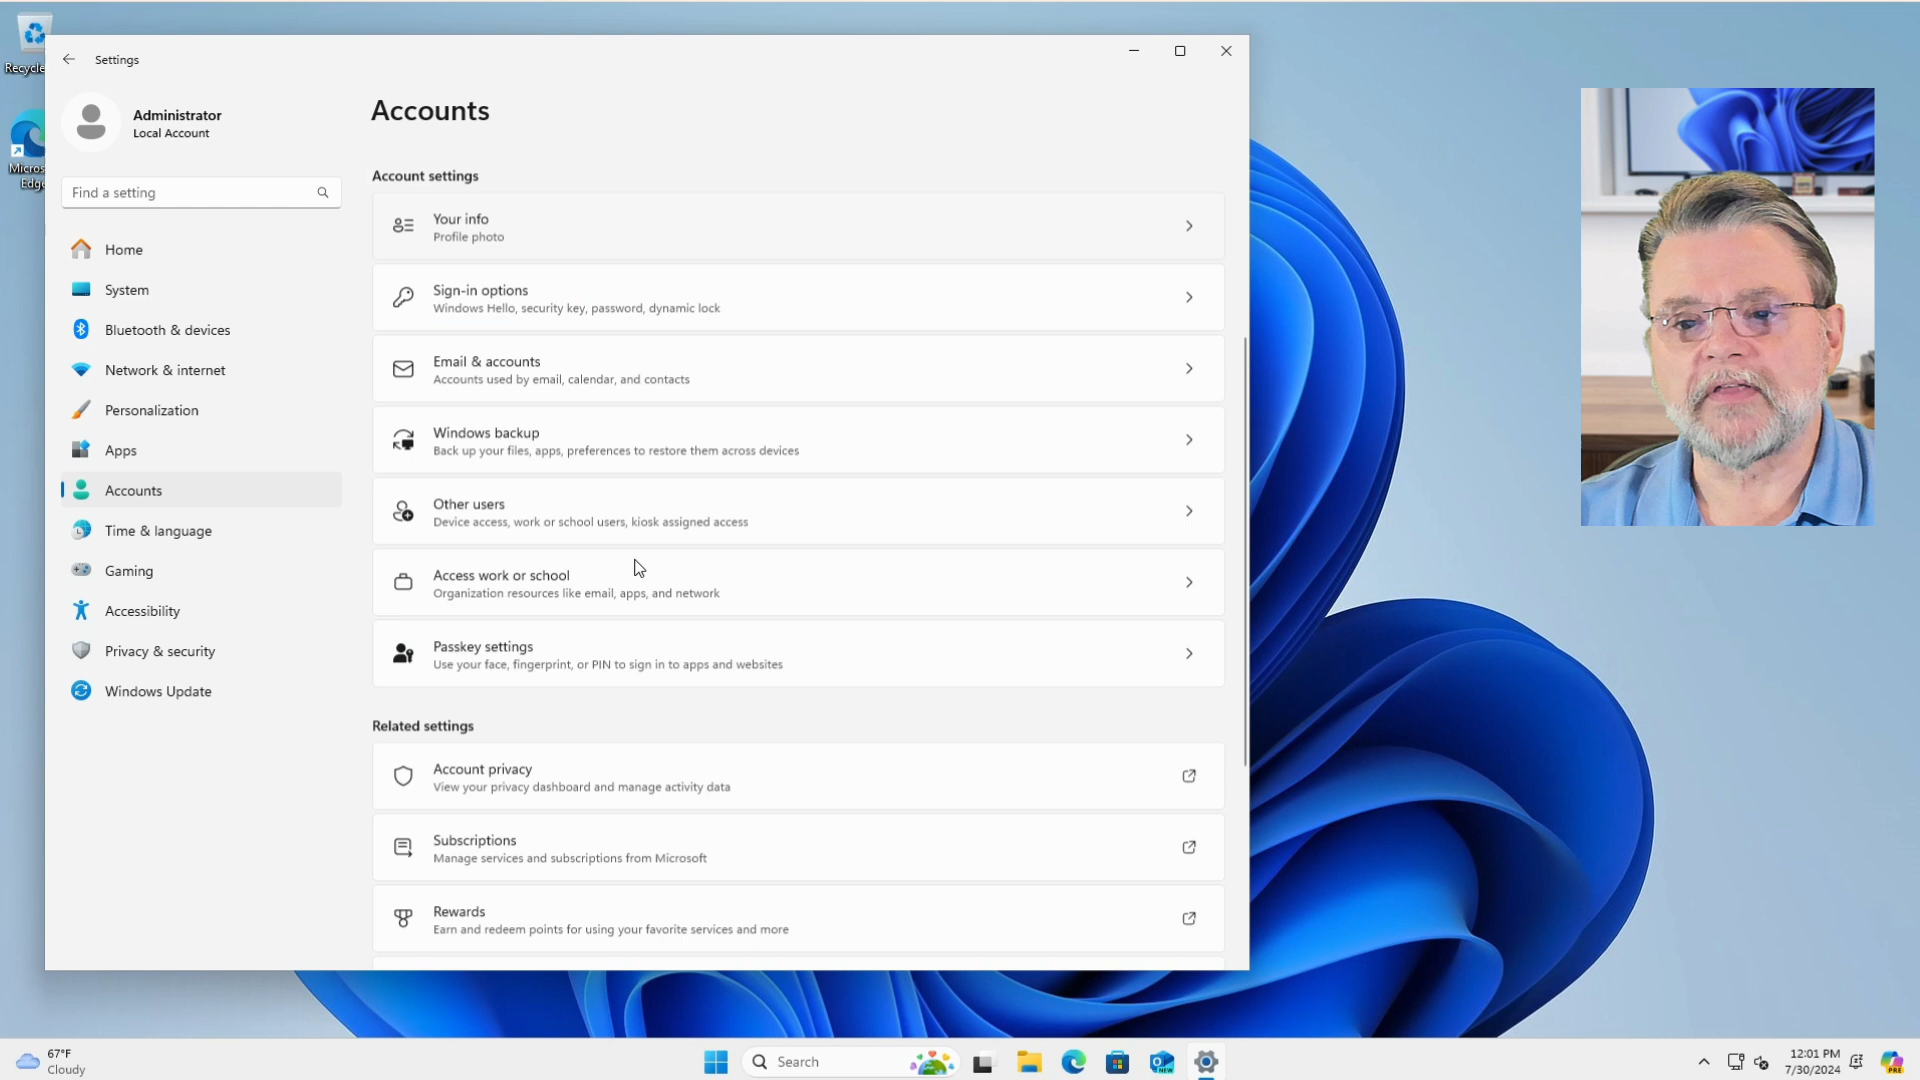 Recycle
Micros
Edge
Settings
Administrator
Local Account
Find a setting
Home
System
Bluetooth & devices
Network & internet
Personalization
Apps
Accounts
Time & language
Gaming
Accessibility
Privacy & security
Windows Update
Accounts
Account settings
Your info
Profile photo
Sign-in options
Windows Hello, security key, password, dynamic lock
Email & accounts
Accounts used by email, calendar, and contacts
Windows backup
Back up your files, apps, preferences to restore them across devices
Other users
Device access, work or school users, kiosk assigned access
Access work or school
Organization resources like email, apps, and network
Passkey settings
Use your face, fingerprint, or PIN to sign in to apps and websites
Related settings
Account privacy
View your privacy dashboard and manage activity data
Subscriptions
Manage services and subscriptions from Microsoft
Rewards
Earn and redeem points for using your favorite services and more
67°F
Cloudy
Search
NEW
12:01 PM
7/30/2024
PRE